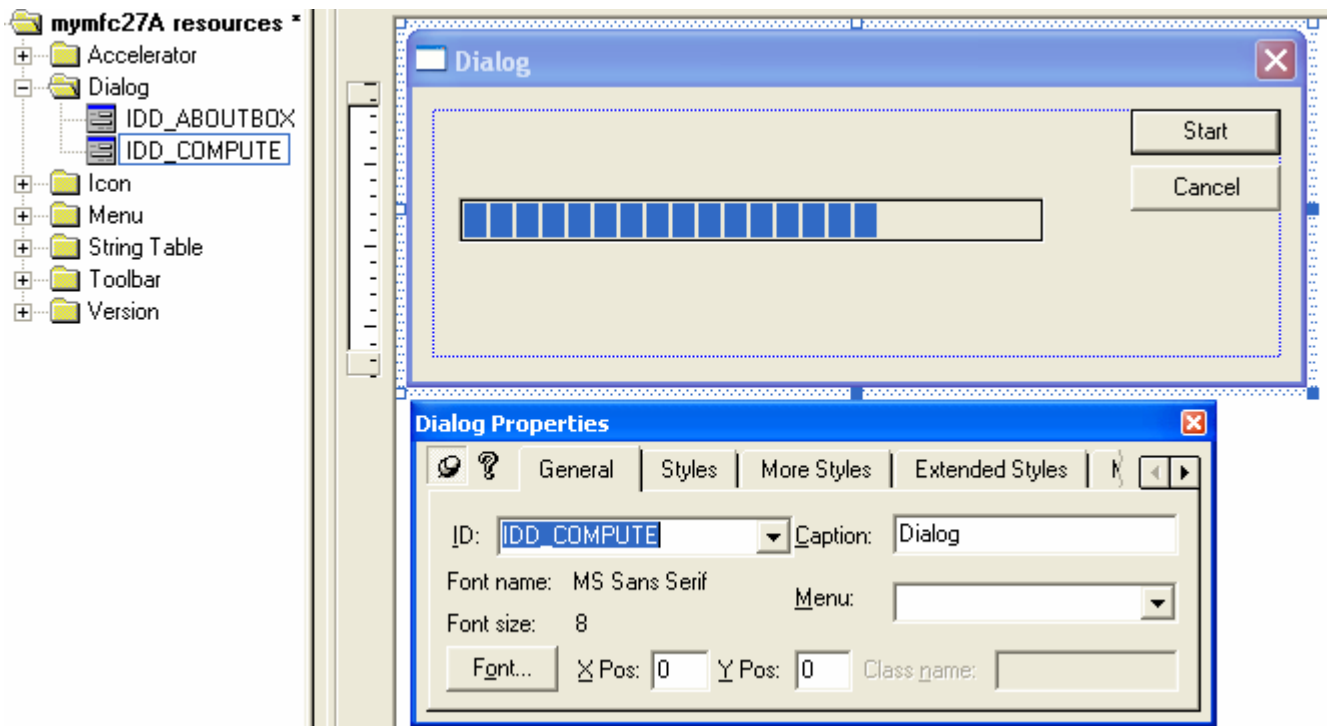 mymfc27A resources *
Accelerator
Dialog
IDD_ABOUTBOX
IDD_COMPUTE
Icon
Menu
String Table
Toolbar
Version
Dialog
Start
Cancel
Dialog Properties
General Styles More Styles Extended Styles
ID: IDD_COMPUTE Caption: Dialog
Font name: MS Sans Serif Menu:
Font size: 8
Font... X Pos: 0 Y Pos: 0 Class name: